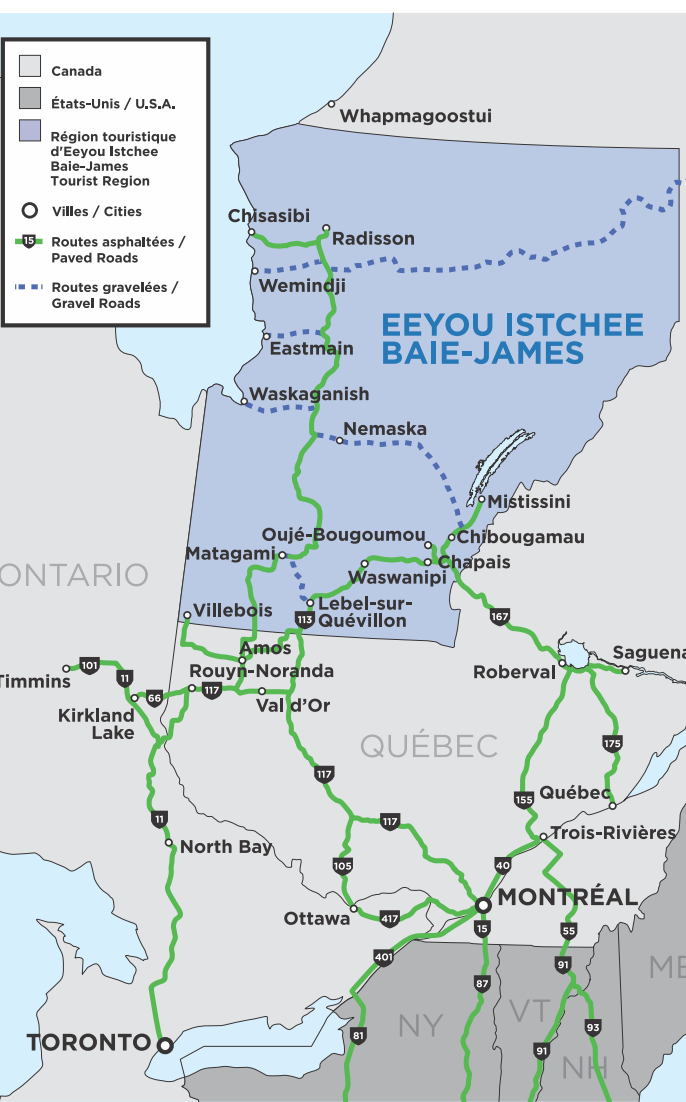 Canada
États-Unis / U.S.A.
Région touristique
d'Eeyou Istchee
Baie-James
Tourist Region
Villes / Cities
15
Routes asphaltées /
Paved Roads
Routes gravelées /
Gravel Roads
Whapmagoostui
Chisasibi
Radisson
Wemindji
EEYOU ISTCHEE
BAIE-JAMES
Eastmain
Waskaganish
Nemaska
Mistissini
Oujé-Bougoumou
Chibougamau
Matagami
Chapais
Waswanipi
ONTARIO
Villebois
Lebel-sur-
Quévillon
113
167
Amos
Saguena
Timmins
101
11
Rouyn-Noranda
Roberval
66
117
Val d'Or
Kirkland
Lake
QUÉBEC
175
117
155
Québec
11
117
Trois-Rivières
North Bay
105
40
MONTRÉAL
Ottawa
417
15
55
401
91
ME
87
NY
VT
81
93
TORONTO
91
NH